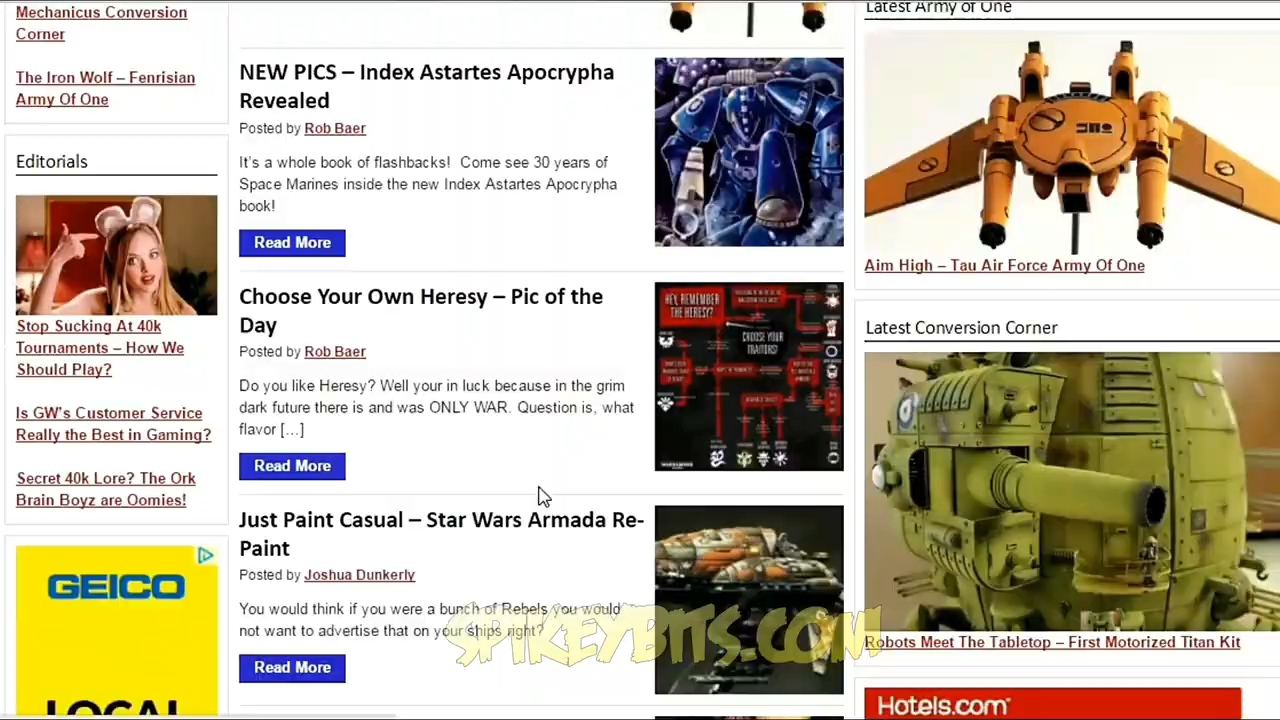 Mechanicus Conversion
Corner
The Iron Wolf – Fenrisian
Army Of One
Editorials
Stop Sucking At 40k
Tournaments – How We
Should Play?
Is GW's Customer Service
Really the Best in Gaming?
Secret 40k Lore? The Ork
Brain Boyz are Oomies!
GEICO
LOCAL
NEW PICS – Index Astartes Apocrypha
Revealed
Posted by Rob Baer
It's a whole book of flashbacks!  Come see 30 years of
Space Marines inside the new Index Astartes Apocrypha
book!
Read More
Choose Your Own Heresy – Pic of the
Day
Posted by Rob Baer
Do you like Heresy? Well your in luck because in the grim
dark future there is and was ONLY WAR. Question is, what
flavor […]
Read More
HEY, REMEMBER
THE HERESY?
CHOOSE YOUR
TRAITORS!
Just Paint Casual – Star Wars Armada Re-
Paint
Posted by Joshua Dunkerly
You would think if you were a bunch of Rebels you would
not want to advertise that on your ships right?
Read More
SPIKEYBITS.COM
Latest Army of One
Aim High – Tau Air Force Army Of One
Latest Conversion Corner
Robots Meet The Tabletop – First Motorized Titan Kit
Hotels.com